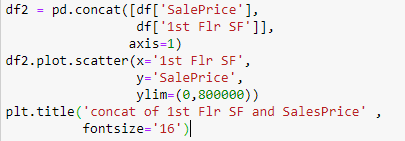 df2 = pd.concat([df['SalePrice'],
df['1st Flr SF']],
axis=1)
df2.plot.scatter(x='1st Flr SF',
y='SalePrice',
ylim=(0,800000))
plt.title('concat of 1st Flr SF and SalesPrice' ,
fontsize='16')